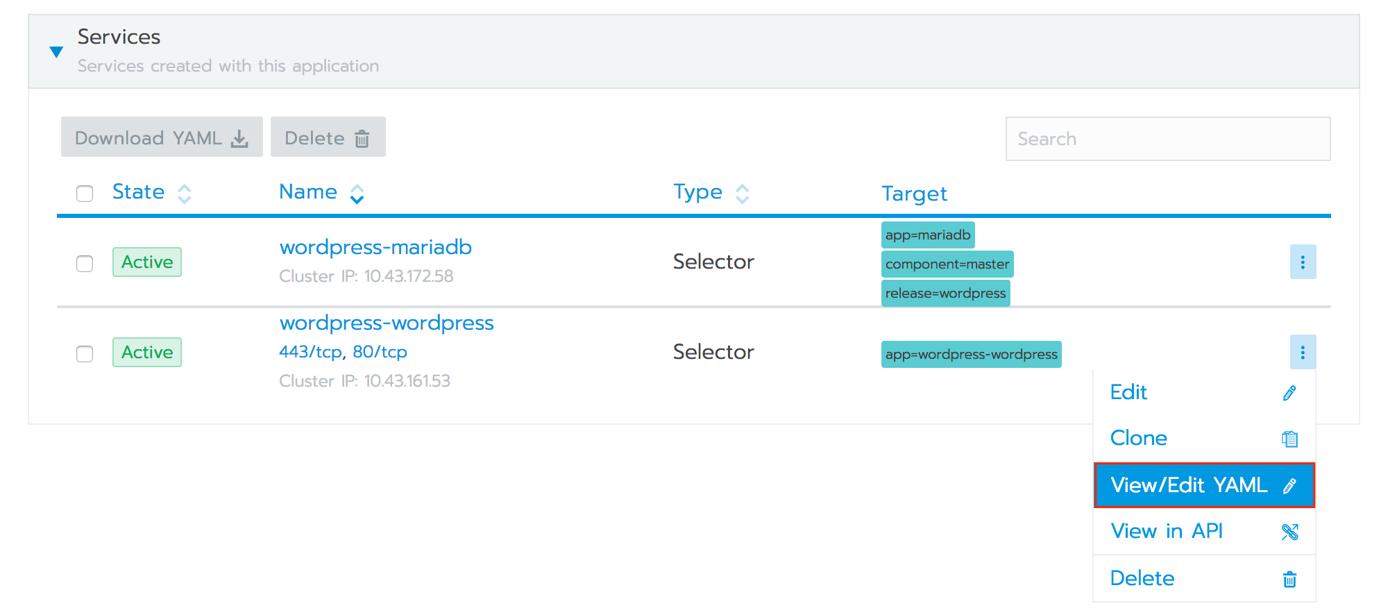 Services
Services created with this application
Download YAML Delete Search
State Name Type Target
wordpress-mariadb app=mariadb
Active Selector component=master
Cluster IP: 10.43.172.58 release=wordpress
wordpress-wordpress
Active 443/tcp, 80/tcp Selector app=wordpress-wordpress
Cluster IP: 10.43.161.53
Edit
Clone
View/Edit YAML
View in API
Delete